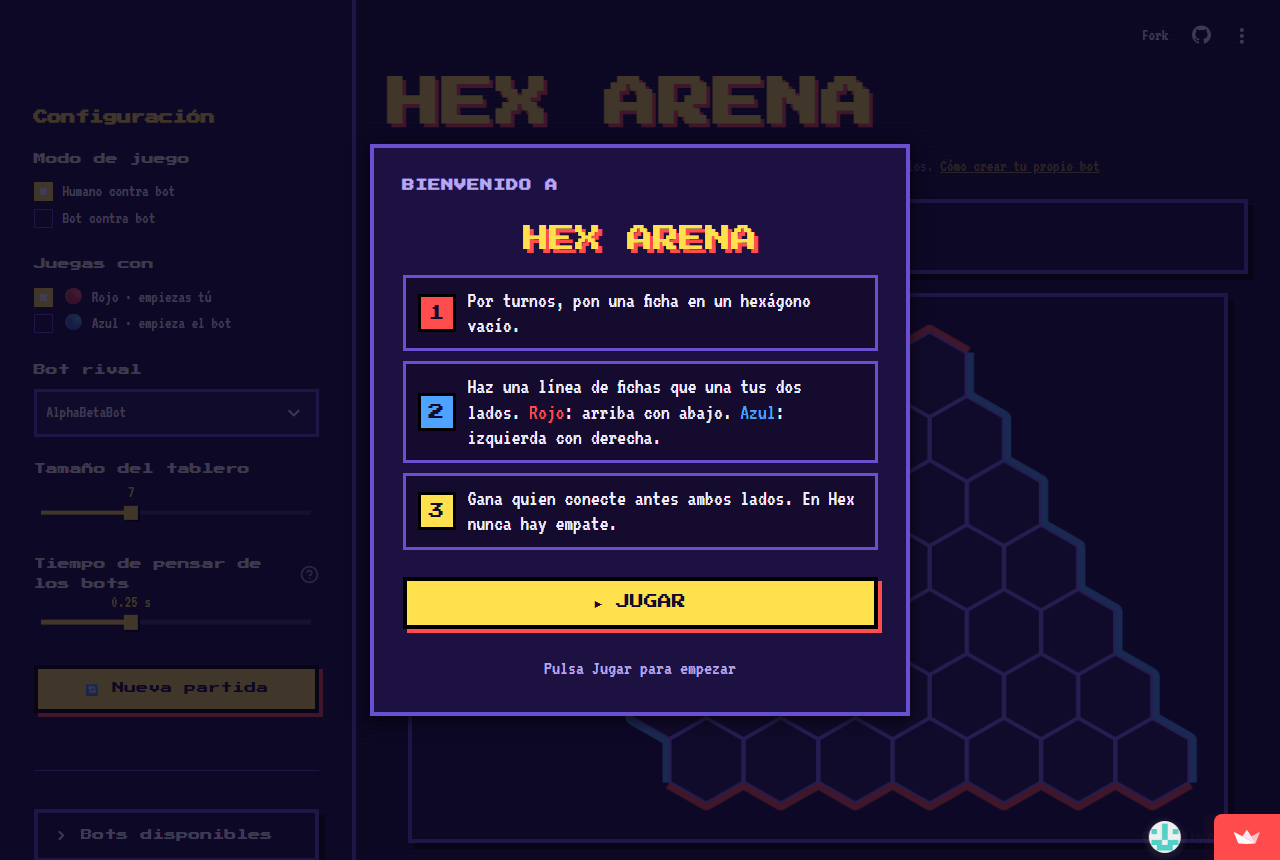 Fork
HEX ARENA
Configuración
Modo de juego
Humano contra bot
Bot contra bot
Juegas con
Rojo · empiezas tú
Azul · empieza el bot
Bot rival
AlphaBetaBot
Tamaño del tablero
7
Tiempo de pensar de
los bots
0.25 s
Nueva partida
Bots disponibles
os. Cómo crear tu propio bot
BIENVENIDO A
HEX ARENA
1
Por turnos, pon una ficha en un hexágono
vacío.
2
Haz una línea de fichas que una tus dos
lados. Rojo: arriba con abajo. Azul:
izquierda con derecha.
3
Gana quien conecte antes ambos lados. En Hex
nunca hay empate.
▸ JUGAR
Pulsa Jugar para empezar